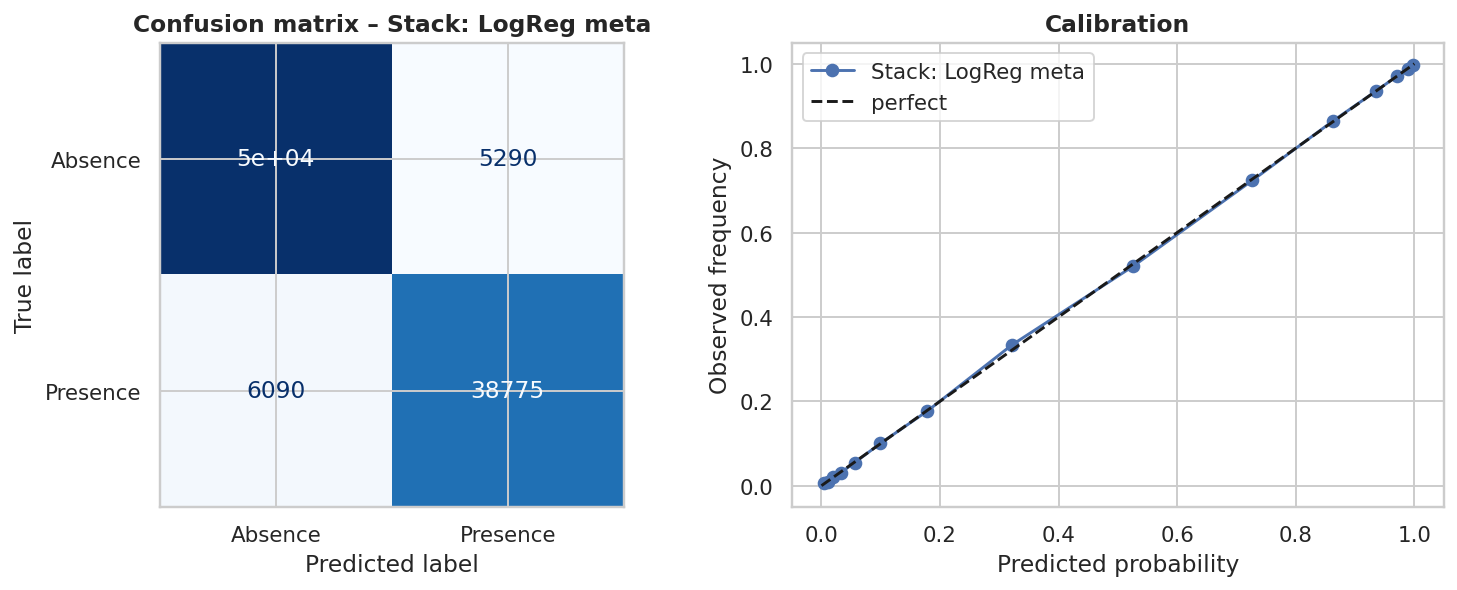 Confusion matrix – Stack: LogReg meta
True label
Absence
Presence
5e+04
5290
6090
38775
Absence
Presence
Predicted label
Calibration
Stack: LogReg meta
perfect
Observed frequency
1.0
0.8
0.6
0.4
0.2
0.0
0.0
0.2
0.4
0.6
0.8
1.0
Predicted probability